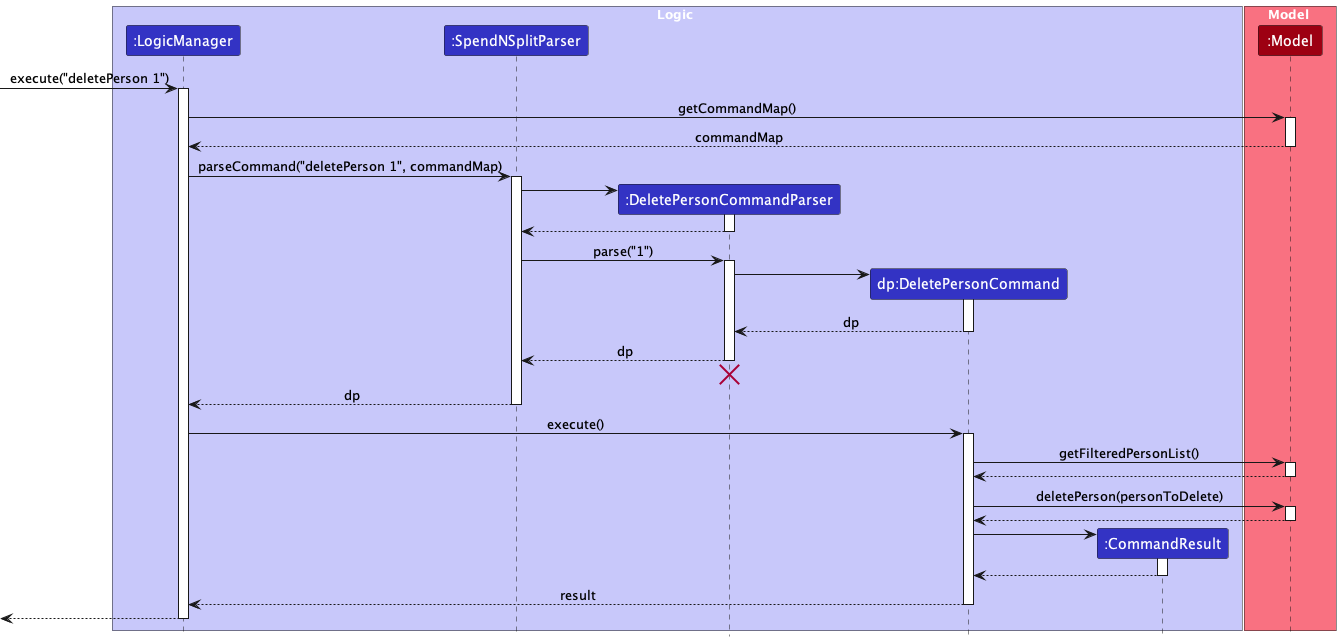 Logic
Model
:LogicManager
:SpendNSplitParser
:Model
execute("deletePerson 1")
getCommandMap()
commandMap
parseCommand("deletePerson 1", commandMap)
:DeletePersonCommandParser
parse("1")
dp:DeletePersonCommand
dp
dp
dp
execute()
getFilteredPersonList()
deletePerson(personToDelete)
:CommandResult
result